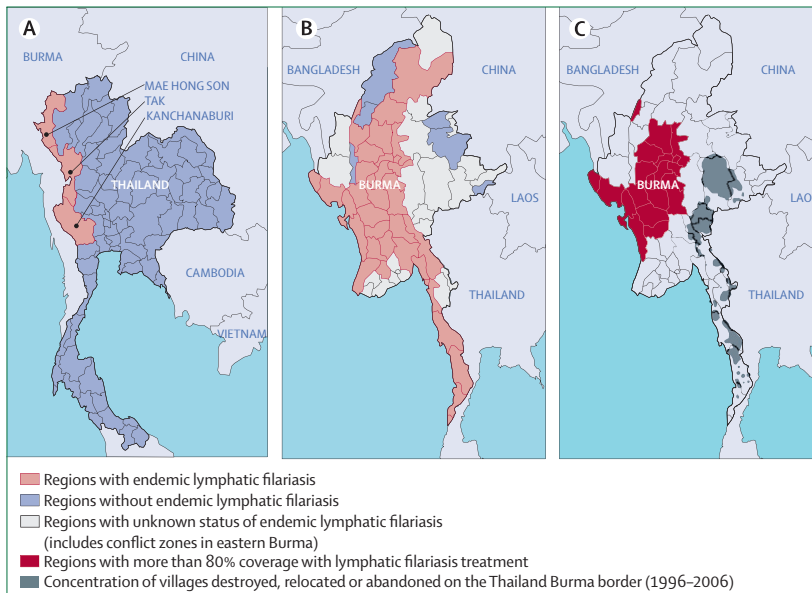 A
BURMA
CHINA
MAE HONG SON
TAK
KANCHANABURI
THAILAND
CAMBODIA
VIETNAM
B
BANGLADESH
CHINA
BURMA
LAOS
THAILAND
C
BANGLADESH
CHINA
BURMA
LAO
THAILAND
Regions with endemic lymphatic filariasis
Regions without endemic lymphatic filariasis
Regions with unknown status of endemic lymphatic filariasis
(includes conflict zones in eastern Burma)
Regions with more than 80% coverage with lymphatic filariasis treatment
Concentration of villages destroyed, relocated or abandoned on the Thailand Burma border (1996–2006)